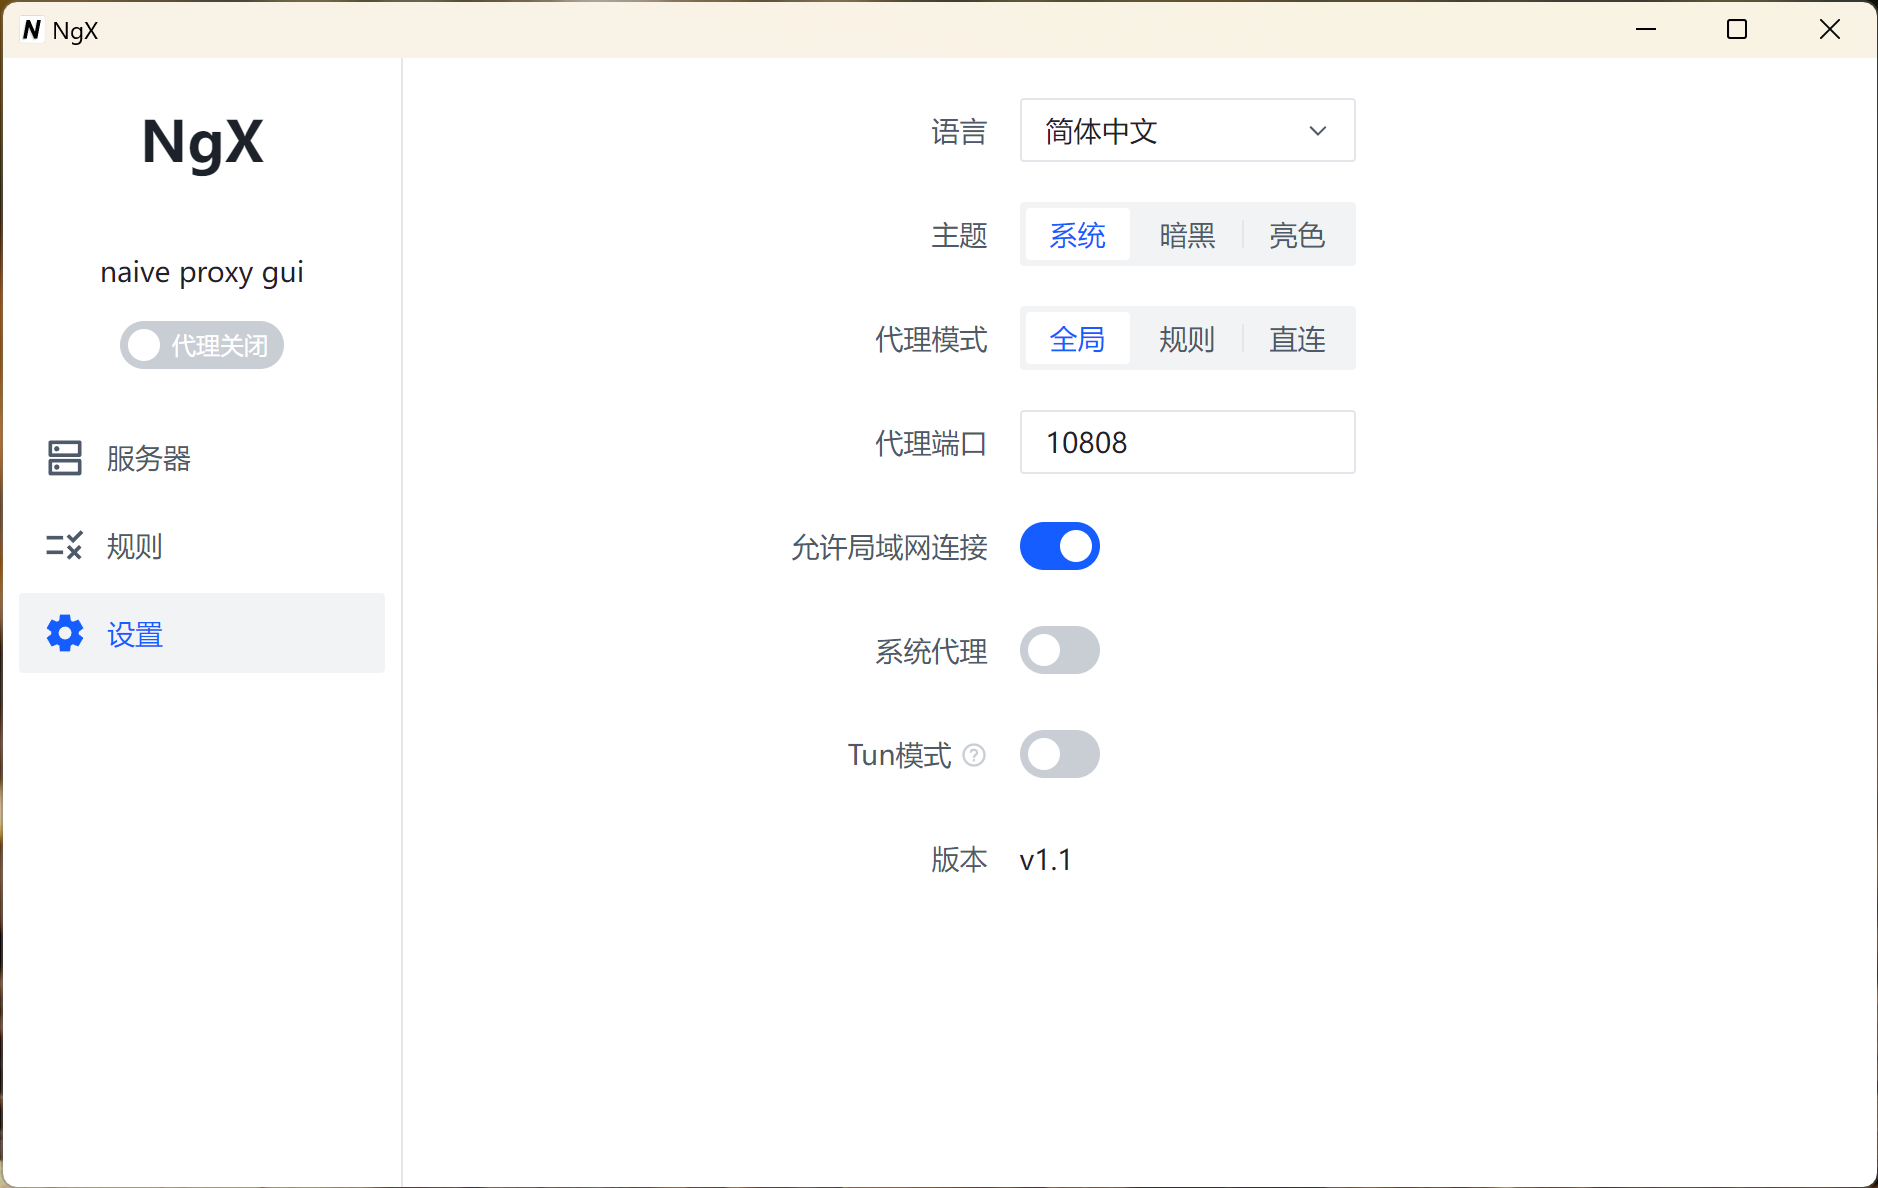 N NgX
NgX
naive proxy gui
代理关闭
服务器
规则
设置
语言 简体中文
主题 系统 暗黑 亮色
代理模式 全局 规则 直连
代理端口 10808
允许局域网连接
系统代理
Tun模式 ?
版本 v1.1